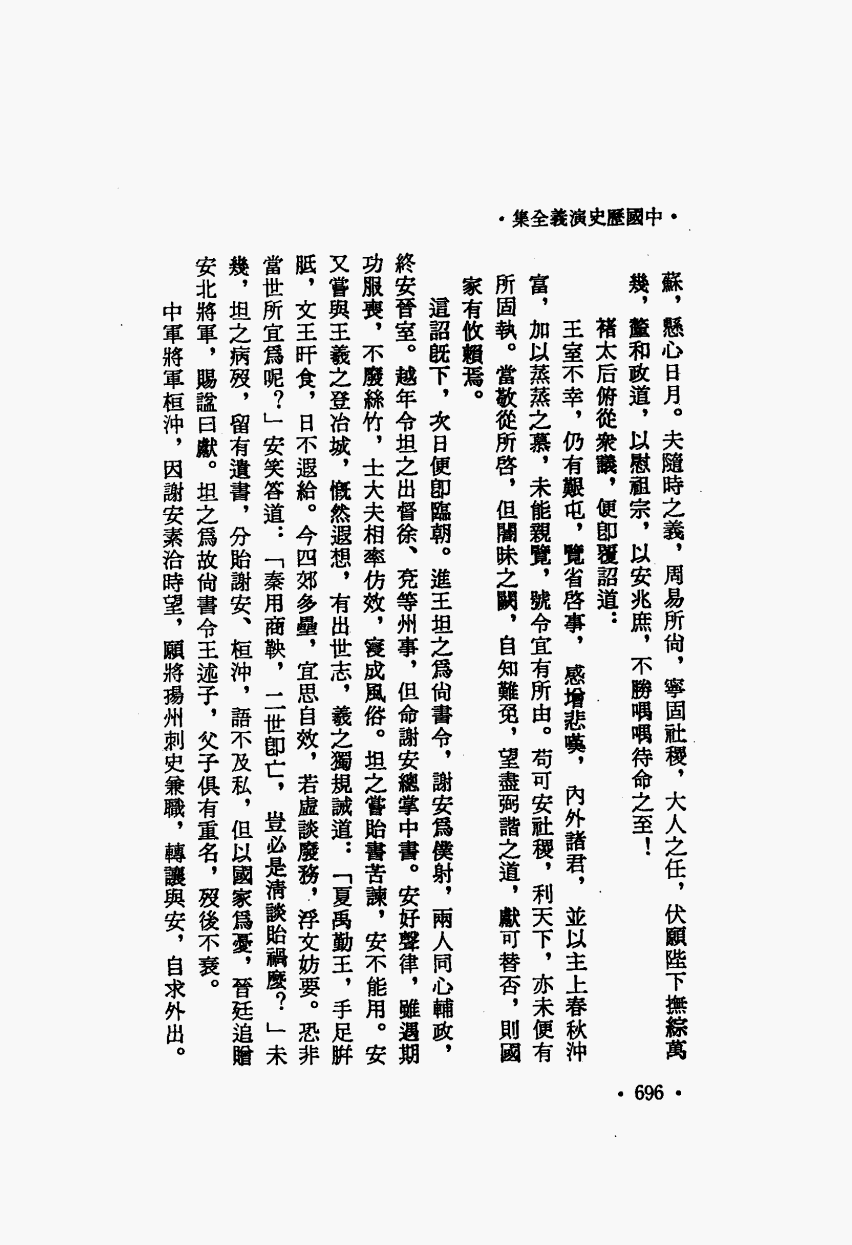 ·中國歷史演義全集·
蘇，懸心日月。夫隨時之義，周易所尙，寧固社稷，大人之任，伏願陛下撫綜萬
幾，釐和政道，以慰祖宗，以安兆庶，不勝喁喁待命之至！
褚太后俯從衆議，便卽覆詔道：
王室不幸，仍有艱屯，覽省啓事，感增悲嘆，內外諸君，並以主上春秋沖
富，加以蒸蒸之慕，未能親覽，號令宜有所由。苟可安社稷，利天下，亦未便有
所固執。當敬從所啓，但闇昧之闕，自知難免，望盡弼諧之道，獻可替否，則國
家有攸賴焉。
這詔旣下，次日便卽臨朝。進王坦之爲尙書令，謝安爲僕射，兩人同心輔政，
終安晉室。越年令坦之出督徐、兗等州事，但命謝安總掌中書。安好聲律，雖遇期
功服喪，不廢絲竹，士大夫相率仿效，寖成風俗。坦之嘗貽書苦諫，安不能用。安
又嘗與王羲之登冶城，慨然遐想，有出世志，羲之獨規誡道：「夏禹勤王，手足胼
胝，文王旰食，日不遐給。今四郊多壘，宜思自效，若虛談廢務，浮文妨要。恐非
當世所宜爲呢？」安笑答道：「秦用商鞅，二世卽亡，豈必是淸談貽禍麼？」未
幾，坦之病歿，留有遺書，分貽謝安、桓沖，語不及私，但以國家爲憂，晉廷追贈
安北將軍，賜諡曰獻。坦之爲故尙書令王述子，父子俱有重名，歿後不衰。
中軍將軍桓沖，因謝安素洽時望，願將揚州刺史兼職，轉讓與安，自求外出。
·696·